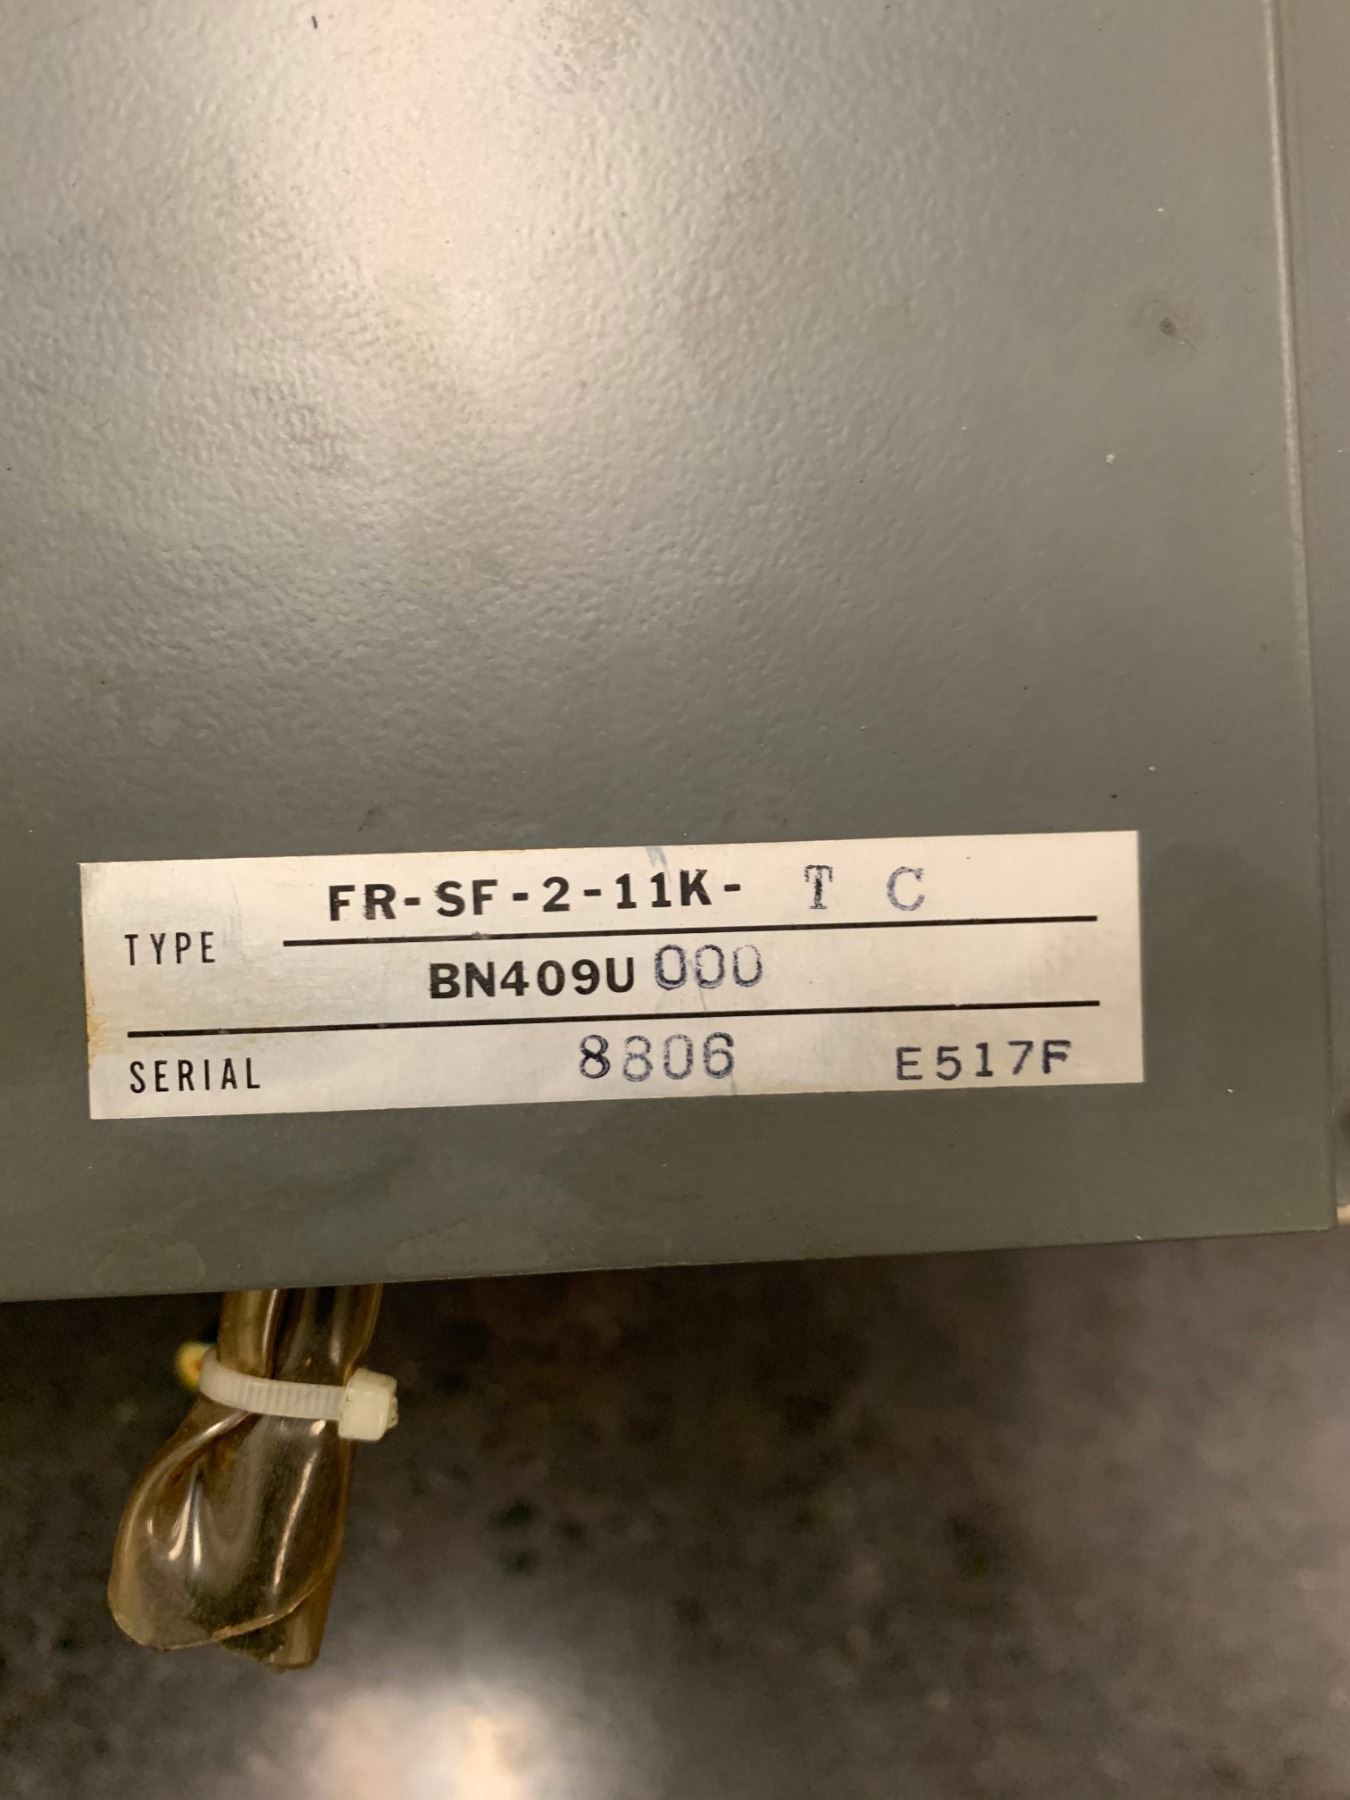 FR-SF-2-11K- T C
TYPE
BN409U 000
SERIAL 8806 E517F